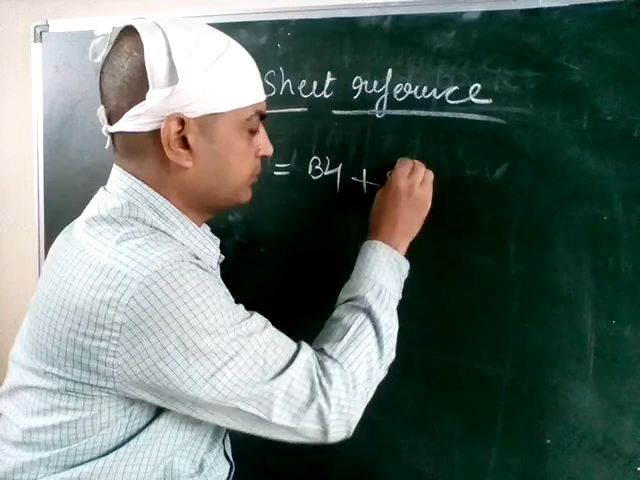 Sheet reference
= B4 +